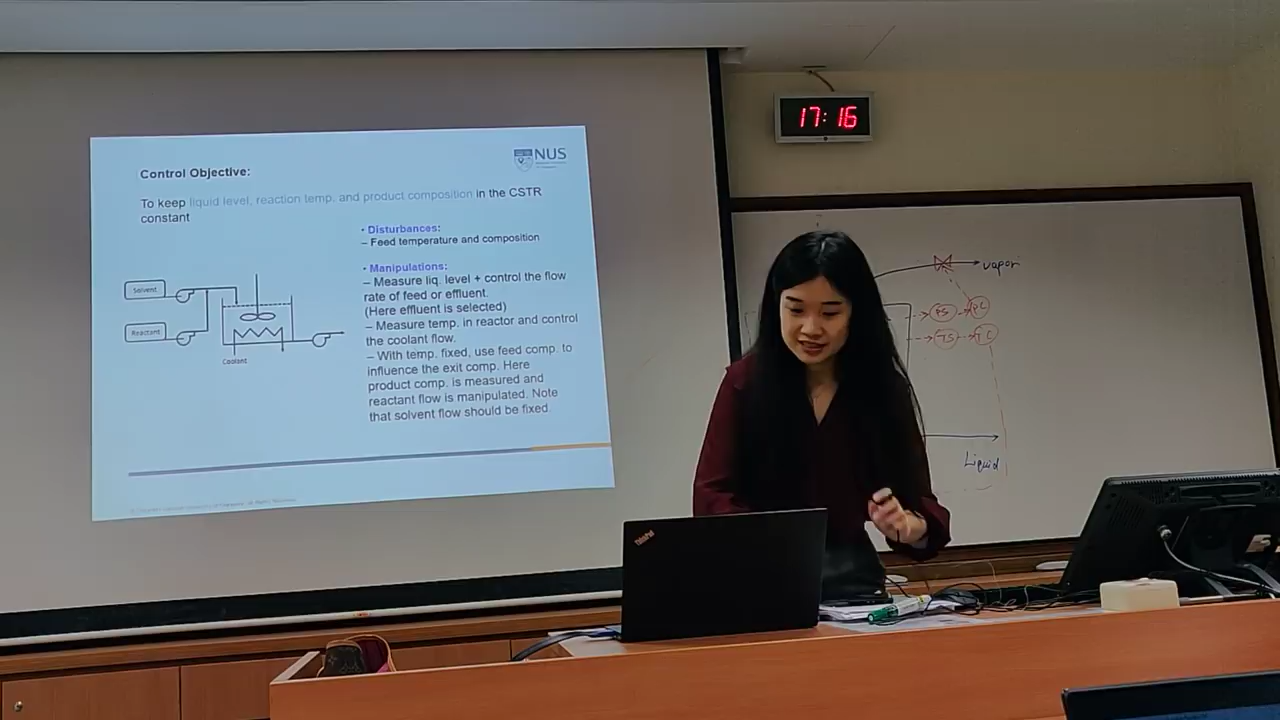 NUS
Control Objective:
To keep liquid level, reaction temp. and product composition in the CSTR
constant
• Disturbances:
– Feed temperature and composition
• Manipulations:
– Measure liq. level + control the flow
rate of feed or effluent.
(Here effluent is selected)
– Measure temp. in reactor and control
the coolant flow.
– With temp. fixed, use feed comp. to
influence the exit comp. Here
product comp. is measured and
reactant flow is manipulated. Note
that solvent flow should be fixed.
Solvent
Reactant
Coolant
17:16
vapor
PS
PC
TS
TC
Liquid
ThinkPad